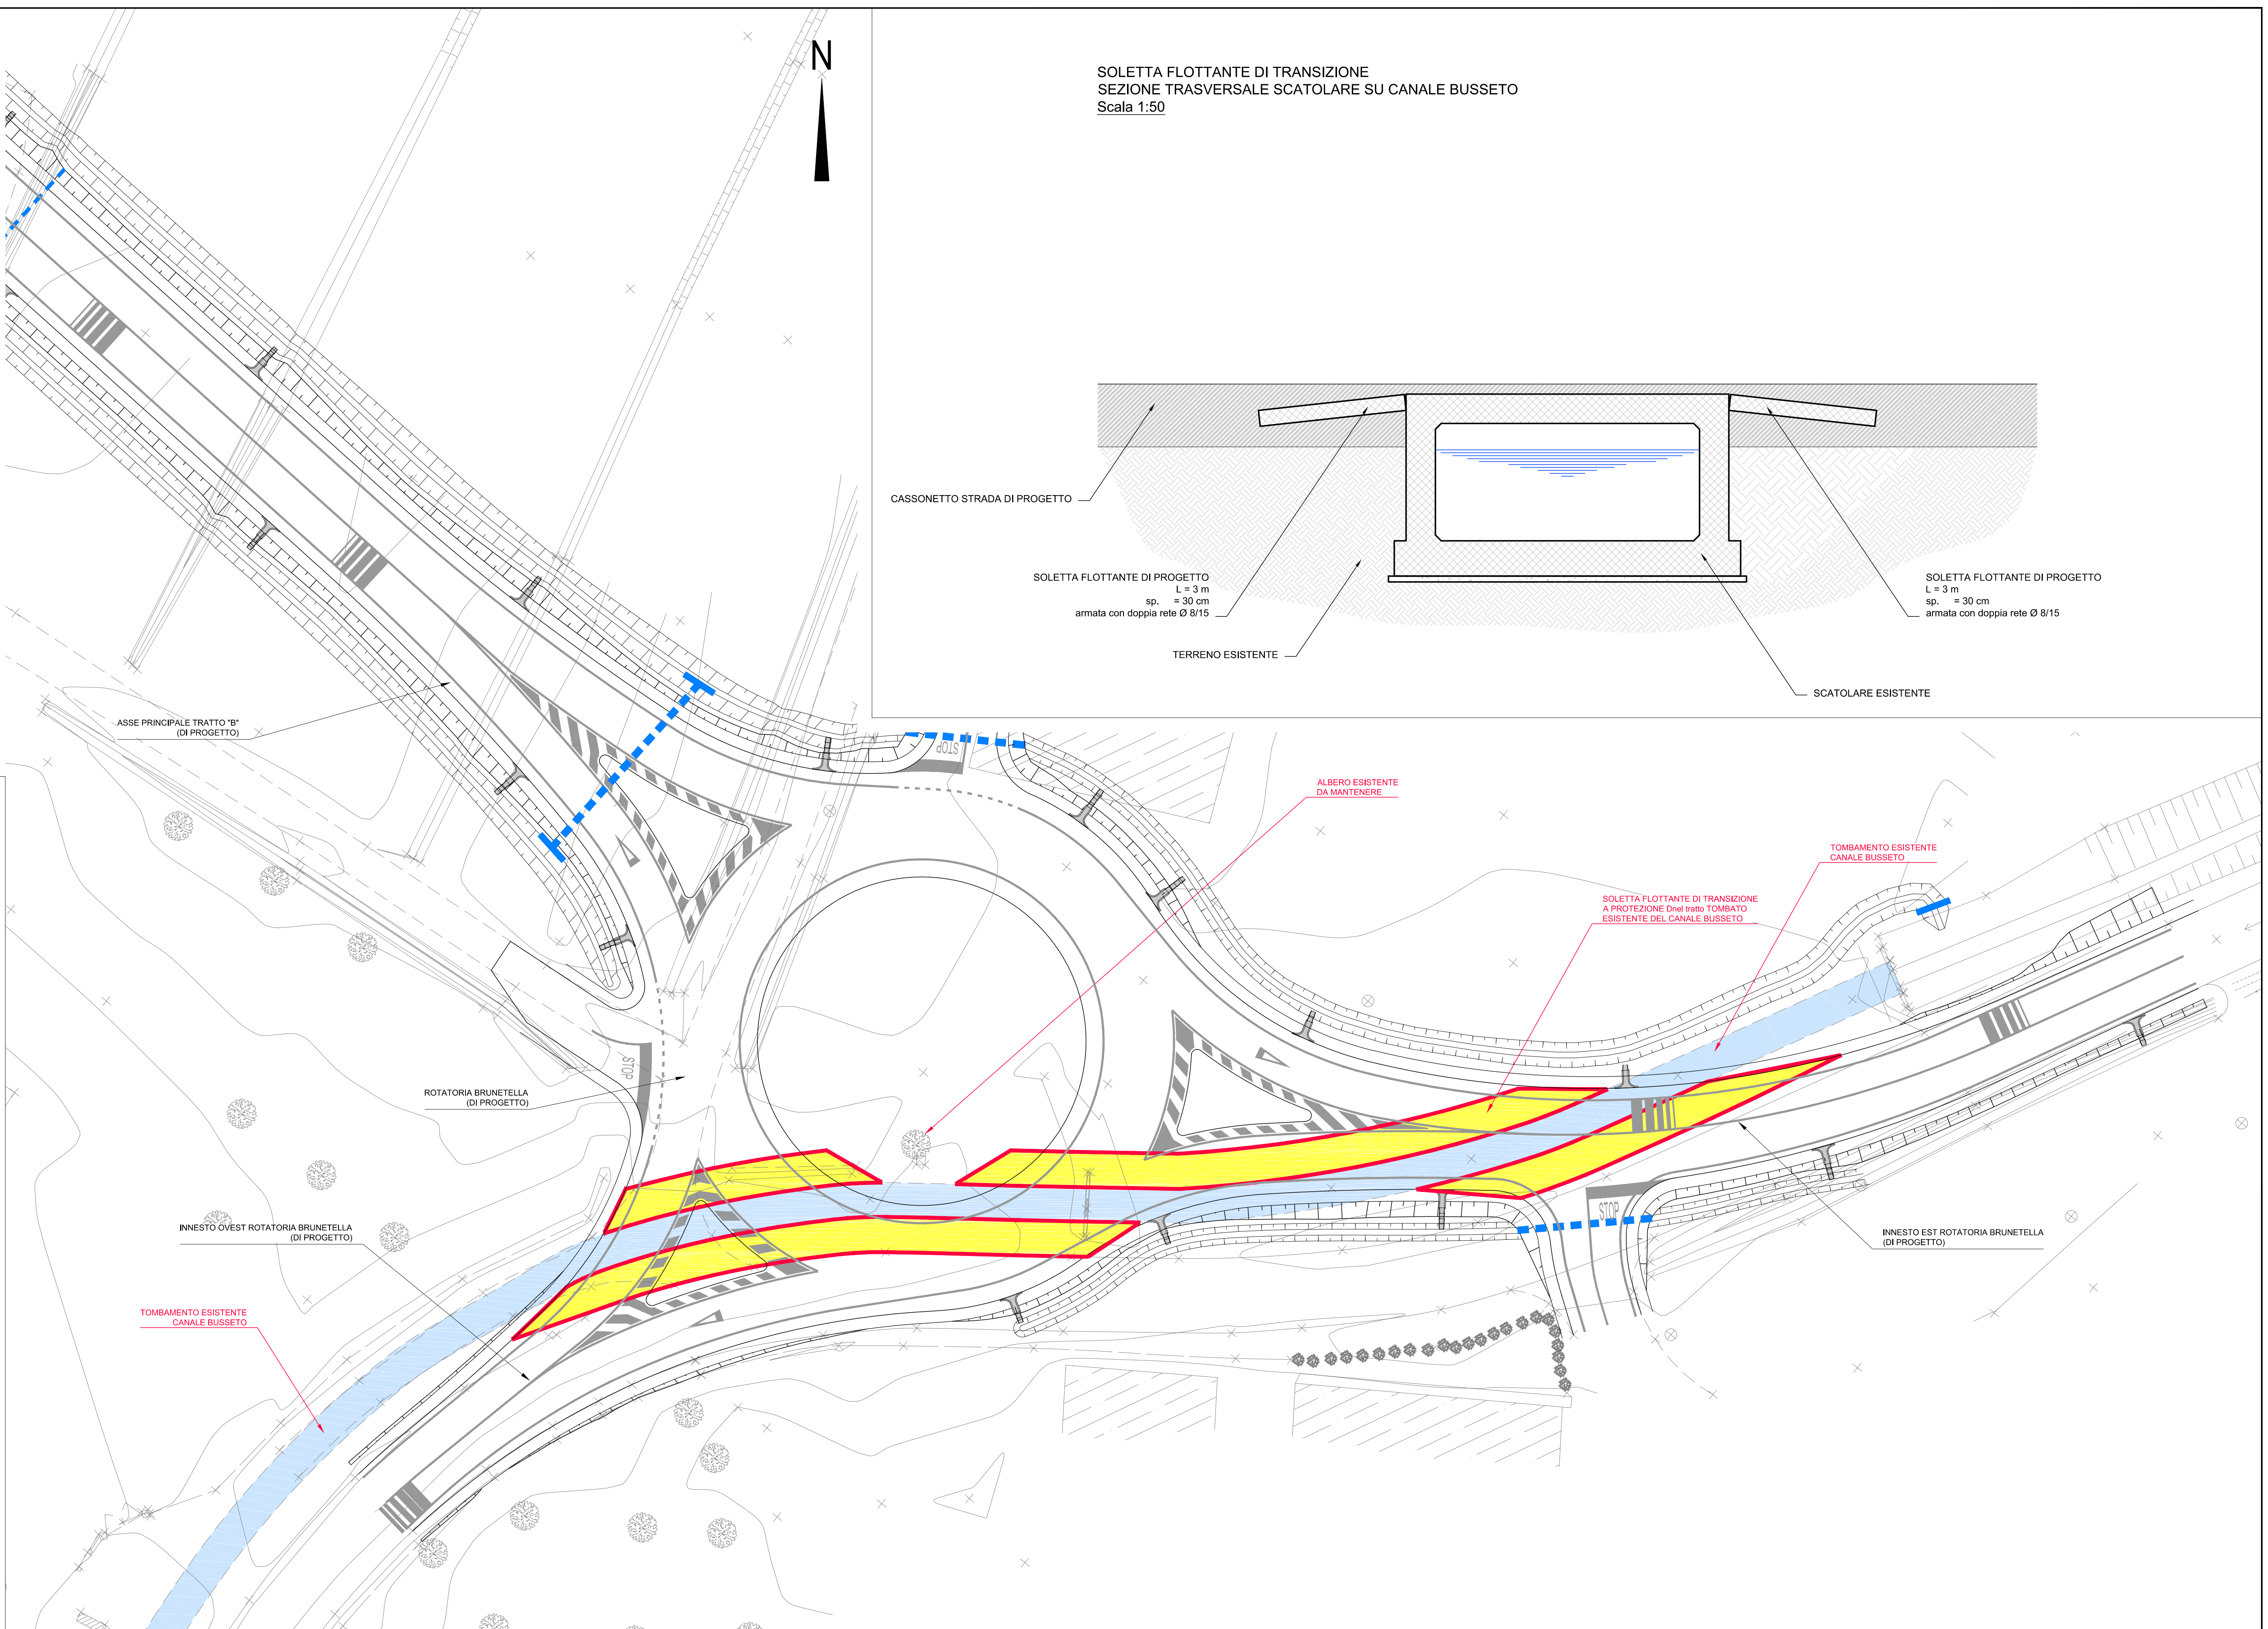 N
SOLETTA FLOTTANTE DI TRANSIZIONE
SEZIONE TRASVERSALE SCATOLARE SU CANALE BUSSETO
Scala 1:50
CASSONETTO STRADA DI PROGETTO
SOLETTA FLOTTANTE DI PROGETTO
L = 3 m
sp. = 30 cm
armata con doppia rete Ø 8/15
SOLETTA FLOTTANTE DI PROGETTO
L = 3 m
sp. = 30 cm
armata con doppia rete Ø 8/15
TERRENO ESISTENTE
SCATOLARE ESISTENTE
ASSE PRINCIPALE TRATTO "B"
(DI PROGETTO)
STOP
ALBERO ESISTENTE
DA MANTENERE
TOMBAMENTO ESISTENTE
CANALE BUSSETO
SOLETTA FLOTTANTE DI TRANSIZIONE
A PROTEZIONE Dnel tratto TOMBATO
ESISTENTE DEL CANALE BUSSETO
STOP
ROTATORIA BRUNETELLA
(DI PROGETTO)
STOP
INNESTO OVEST ROTATORIA BRUNETELLA
(DI PROGETTO)
INNESTO EST ROTATORIA BRUNETELLA
(DI PROGETTO)
TOMBAMENTO ESISTENTE
CANALE BUSSETO